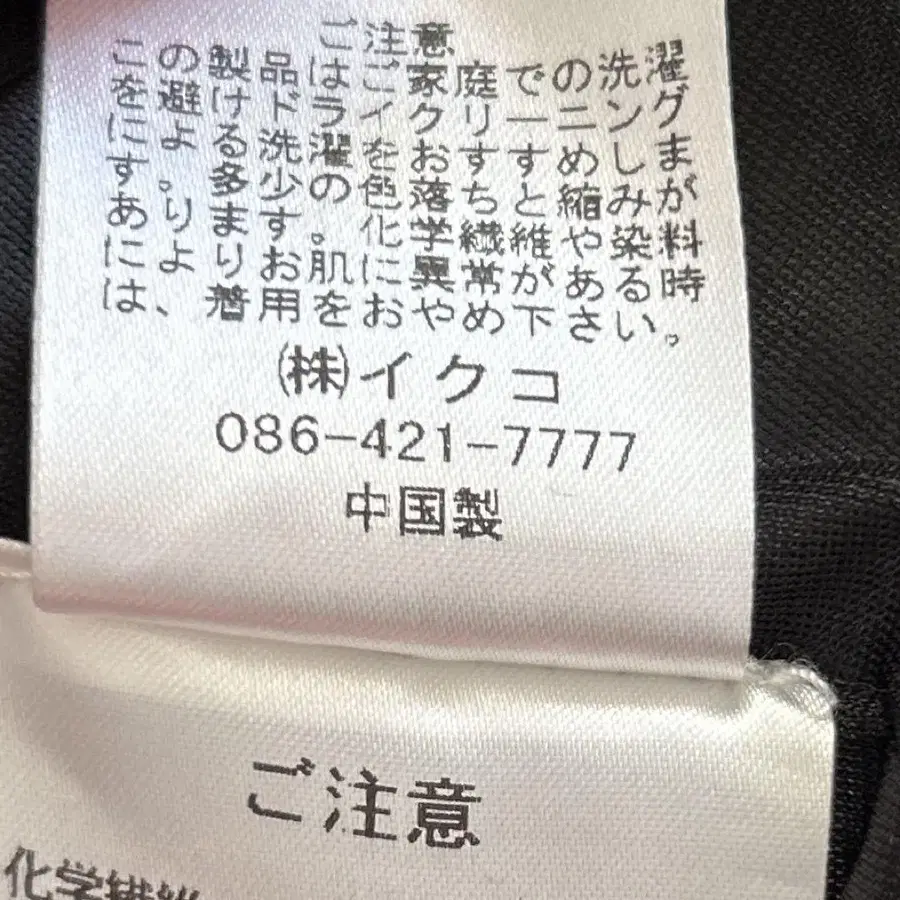 ご注意
この製品はご家庭での洗濯
を避けドライクリーニング
による洗濯をおすすめしま
す。多少の色落ちと縮みが
あります。化学繊維や染料
によりお肌に異常がある時
は、着用をおやめ下さい。
㈱イクコ
086-421-7777
中国製
ご注意
化学繊維